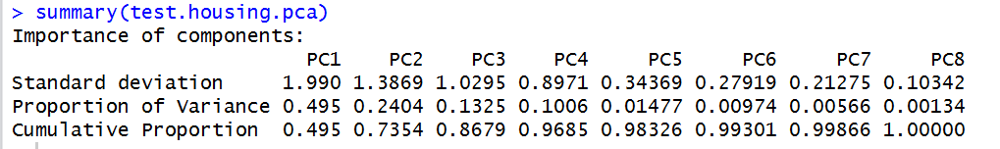 > summary(test.housing.pca)
Importance of components:
PC1 PC2 PC3 PC4 PC5 PC6 PC7 PC8
Standard deviation 1.990 1.3869 1.0295 0.8971 0.34369 0.27919 0.21275 0.10342
Proportion of Variance 0.495 0.2404 0.1325 0.1006 0.01477 0.00974 0.00566 0.00134
Cumulative Proportion 0.495 0.7354 0.8679 0.9685 0.98326 0.99301 0.99866 1.00000